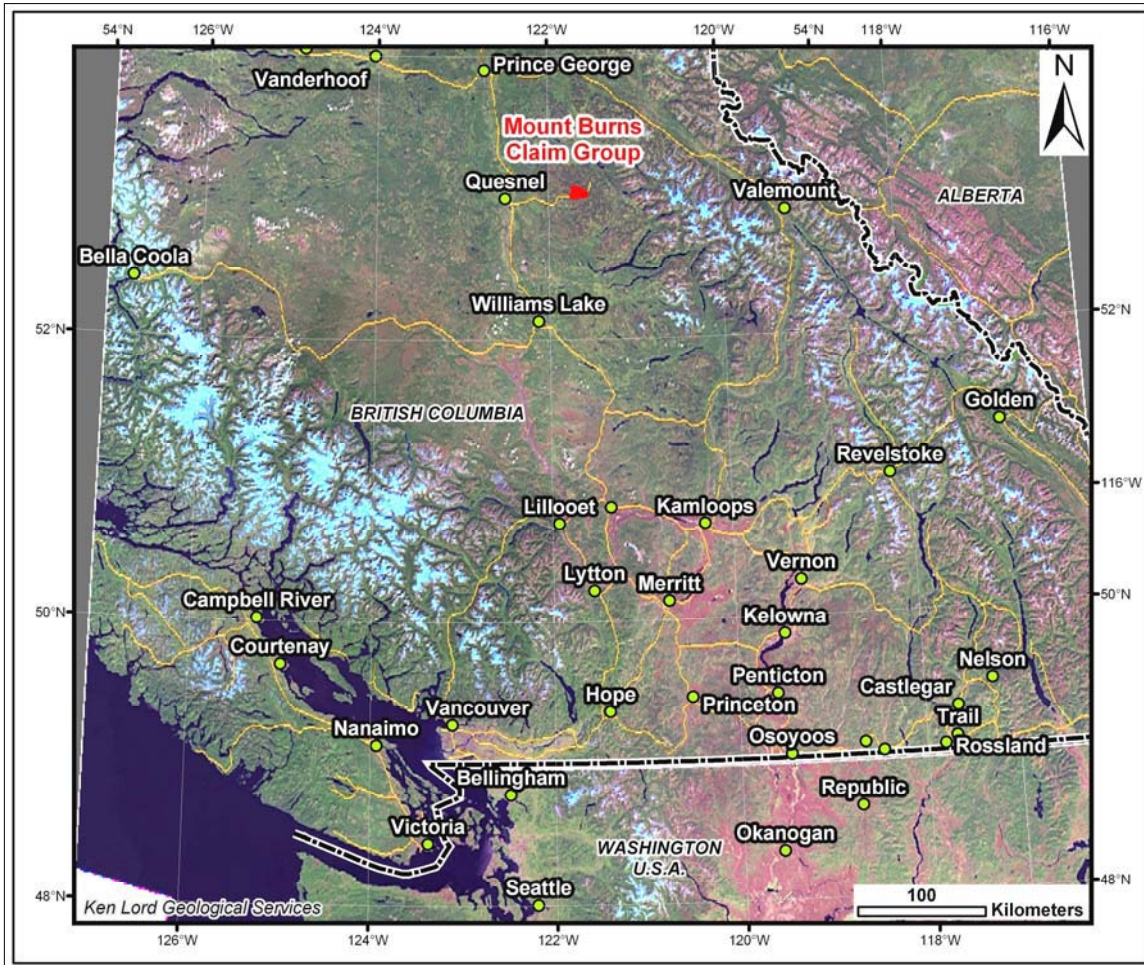 54°N
126°W
124°W
122°W
120°W
54°N
118°W
116°W
N
Vanderhoof
Prince George
Mount Burns
Claim Group
Quesnel
Valemount
ALBERTA
Bella Coola
Williams Lake
52°N
52°N
BRITISH COLUMBIA
Golden
Revelstoke
116°W
Lillooet
Kamloops
Vernon
Lytton
Merritt
50°N
50°N
Campbell River
Kelowna
Courtenay
Nelson
Penticton
Castlegar
Hope
Princeton
Vancouver
Trail
Nanaimo
Osoyoos
Rossland
Bellingham
Republic
Victoria
Okanogan
WASHINGTON
U.S.A.
48°N
48°N
Seattle
100
Kilometers
Ken Lord Geological Services
126°W
124°W
122°W
120°W
118°W